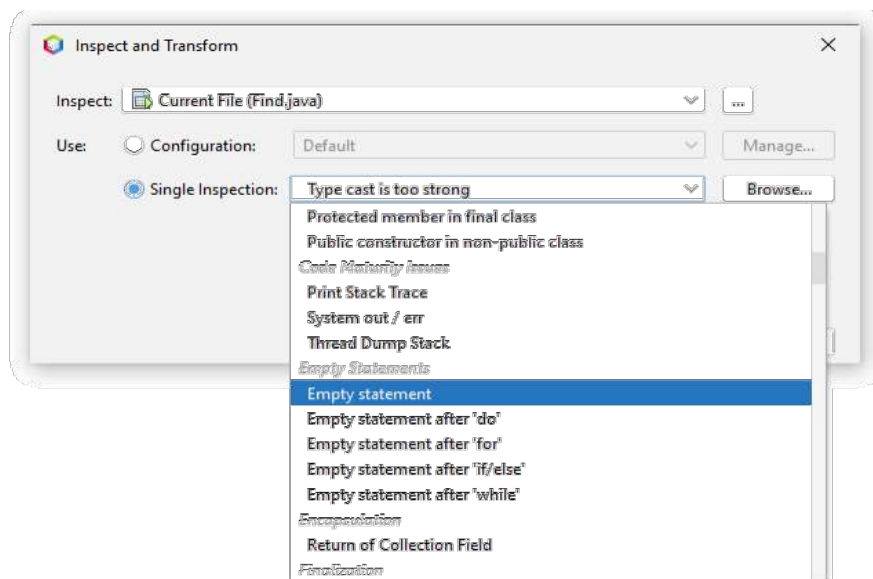 Inspect and Transform
Inspect: Current File (Find.java) ...
Use: Configuration: Default Manage...
Single Inspection: Type cast is too strong Browse...
Protected member in final class
Public constructor in non-public class
Code Maturity Issues
Print Stack Trace
System out / err
Thread Dump Stack
Empty Statements
Empty statement
Empty statement after 'do'
Empty statement after 'for'
Empty statement after 'if/else'
Empty statement after 'while'
Encapsulation
Return of Collection Field
Finalization